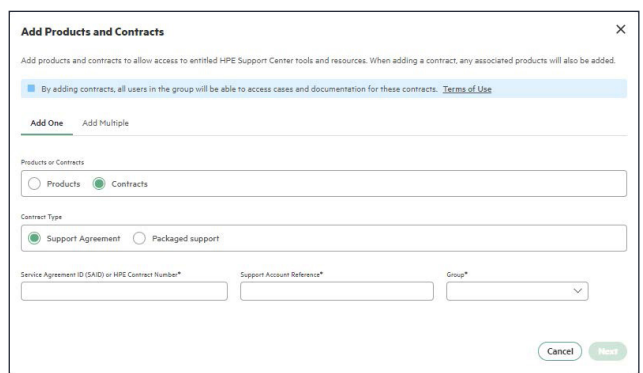 Add Products and Contracts
Add products and contracts to allow access to entitled HPE Support Center tools and resources. When adding a contract, any associated products will also be added.
By adding contracts, all users in the group will be able to access cases and documentation for these contracts. Terms of Use
Add One Add Multiple
Products or Contracts
Products Contracts
Contract Type
Support Agreement Packaged support
Service Agreement ID (SAID) or HPE Contract Number* Support Account Reference* Group*
Cancel Next